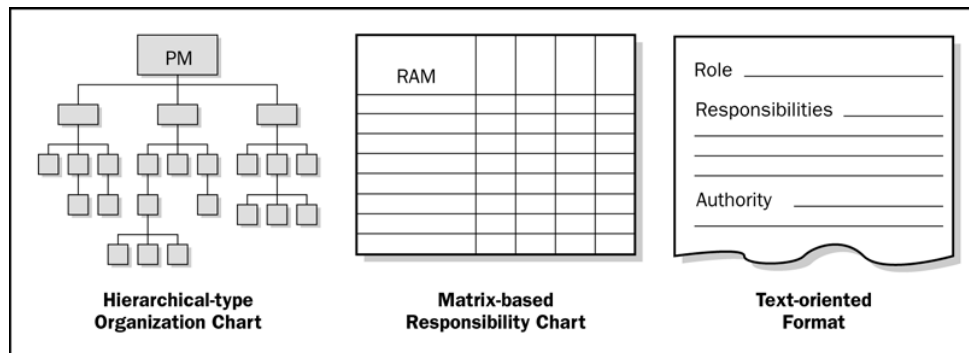 PM
RAM
Role
Responsibilities
Authority
Hierarchical-type
Organization Chart
Matrix-based
Responsibility Chart
Text-oriented
Format